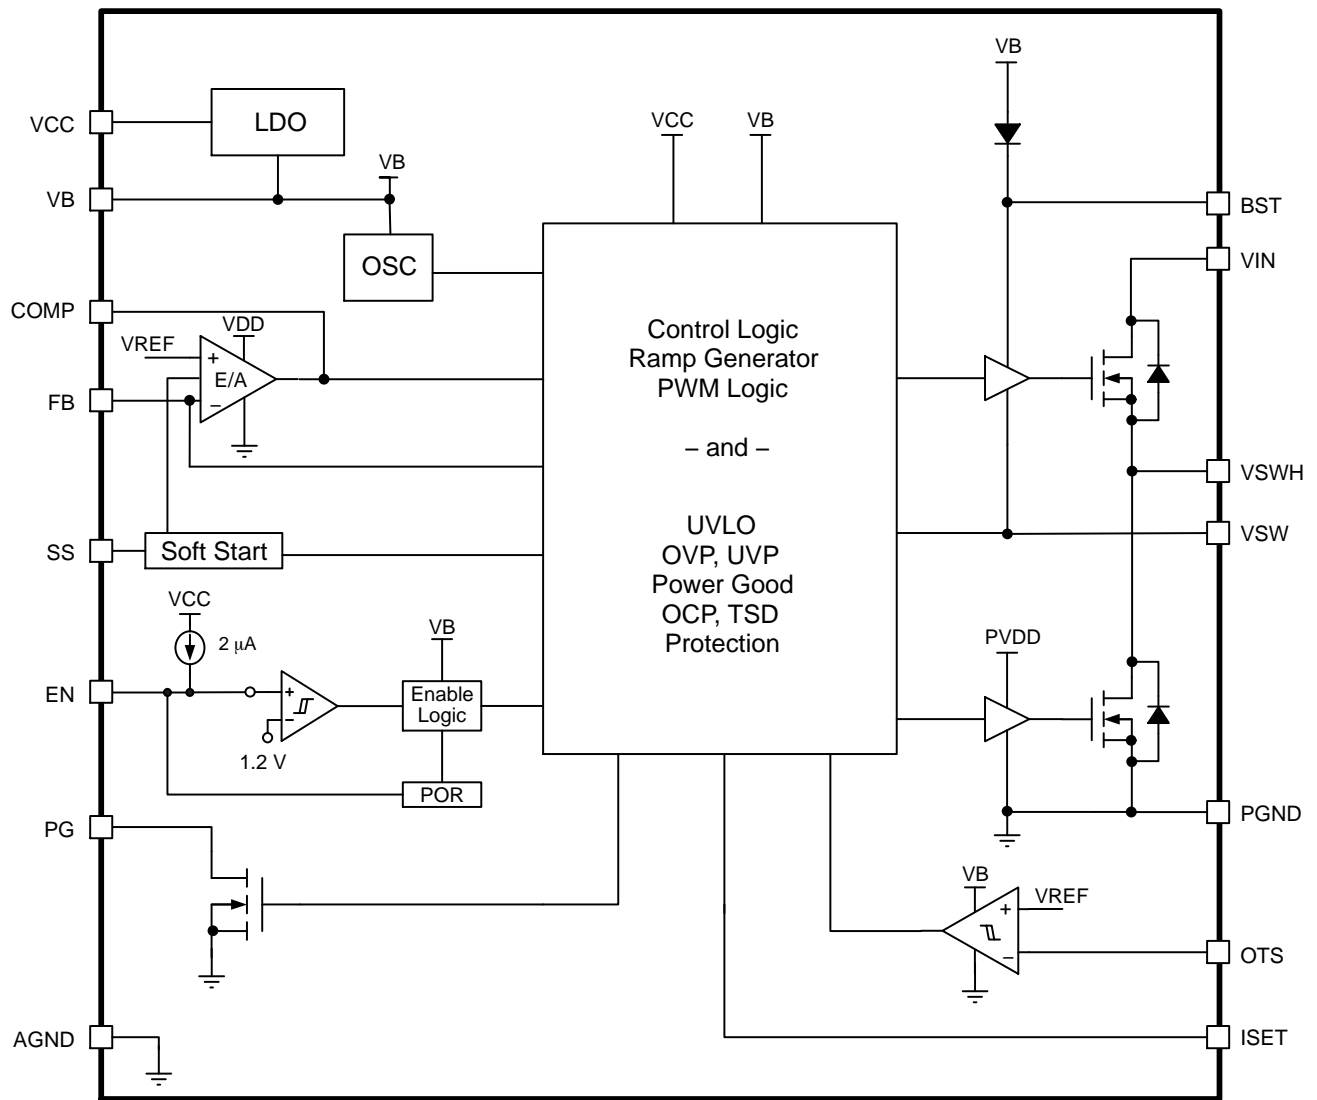 VB
VCC
LDO
VCC
VB
VB
VB
BST
VIN
OSC
COMP
VDD
VREF
+
E/A
−
FB
Control Logic
Ramp Generator
PWM Logic
– and –
UVLO
OVP, UVP
Power Good
OCP, TSD
Protection
VSWH
VSW
SS
Soft Start
VCC
2 μA
VB
PVDD
EN
+
−
Enable
Logic
1.2 V
POR
PG
PGND
VB
+
VREF
−
OTS
AGND
ISET